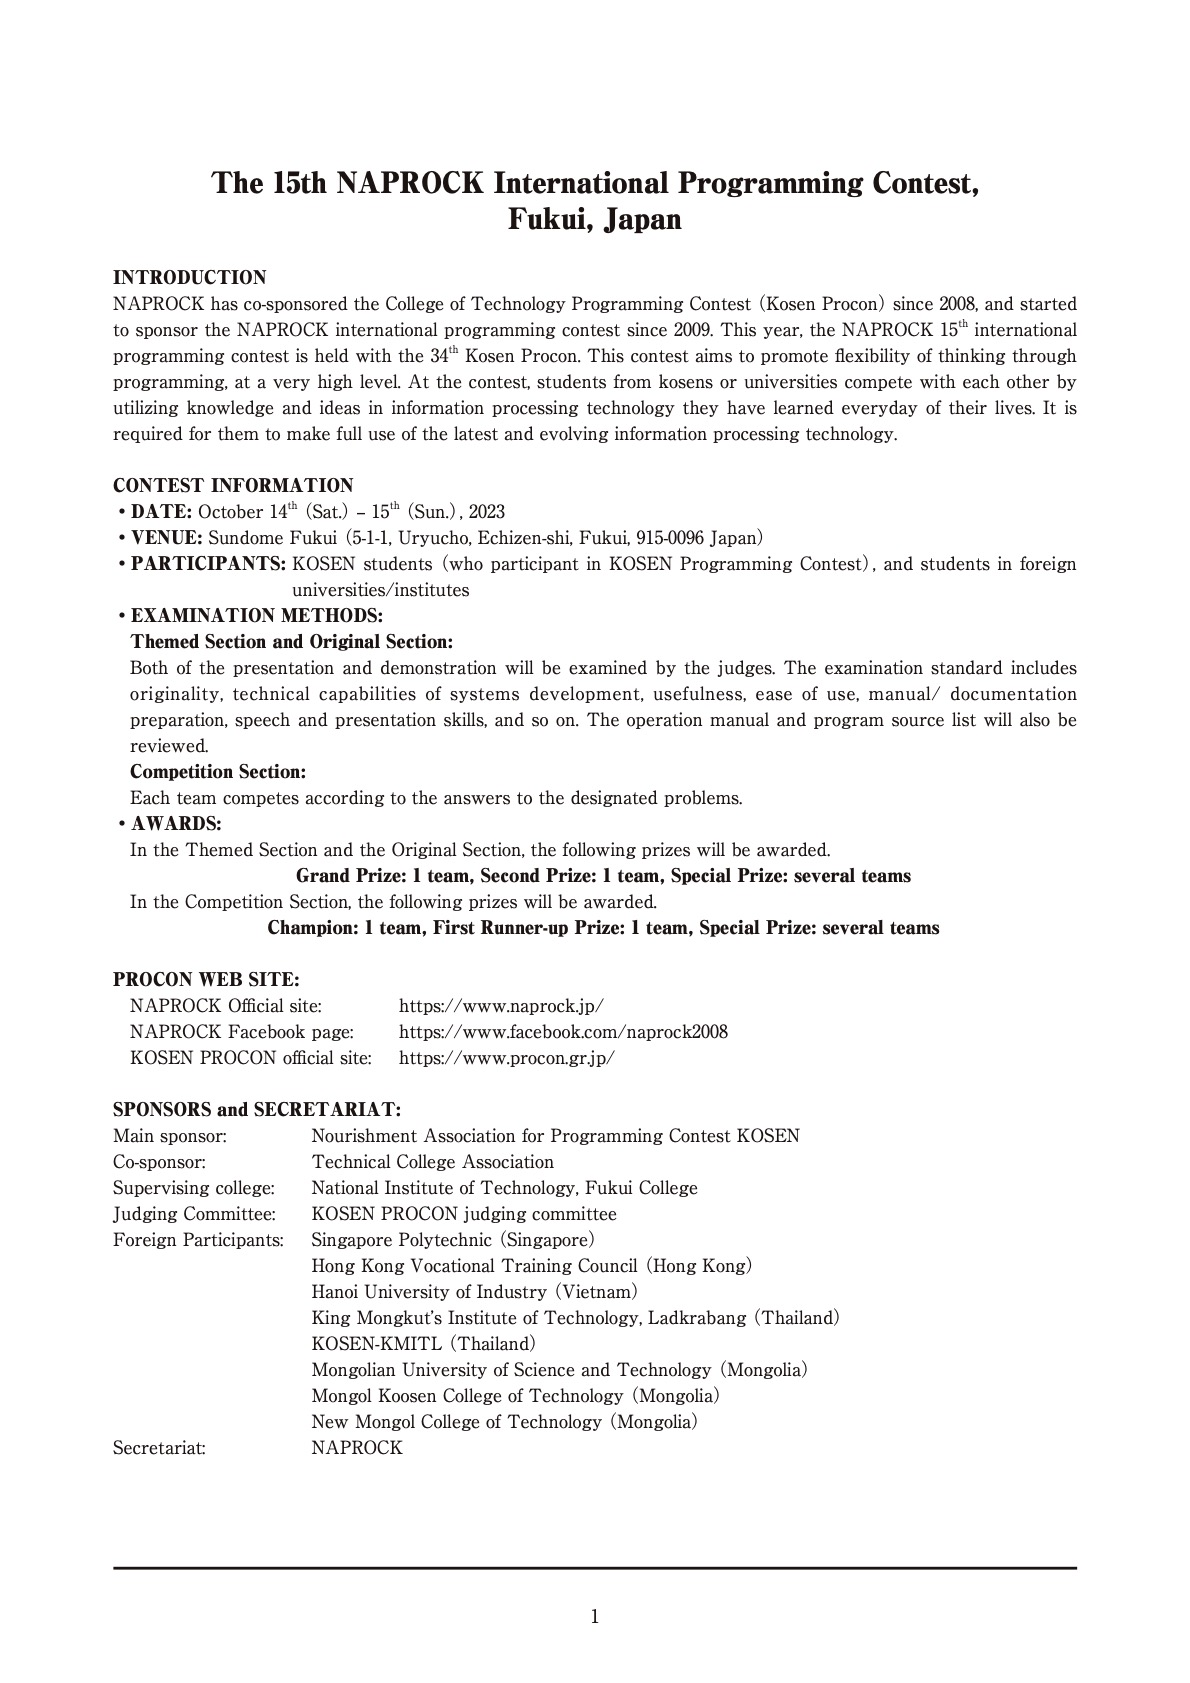 The 15th NAPROCK International Programming Contest,
Fukui, Japan
INTRODUCTION
NAPROCK has co-sponsored the College of Technology Programming Contest (Kosen Procon) since 2008, and started
to sponsor the NAPROCK international programming contest since 2009. This year, the NAPROCK 15th international
programming contest is held with the 34th Kosen Procon. This contest aims to promote flexibility of thinking through
programming, at a very high level. At the contest, students from kosens or universities compete with each other by
utilizing knowledge and ideas in information processing technology they have learned everyday of their lives. It is
required for them to make full use of the latest and evolving information processing technology.
CONTEST INFORMATION
・DATE: October 14th (Sat.) – 15th (Sun.), 2023
・VENUE: Sundome Fukui (5-1-1, Uryucho, Echizen-shi, Fukui, 915-0096 Japan)
・PARTICIPANTS: KOSEN students (who participant in KOSEN Programming Contest), and students in foreign
universities/institutes
・EXAMINATION METHODS:
Themed Section and Original Section:
Both of the presentation and demonstration will be examined by the judges. The examination standard includes
originality, technical capabilities of systems development, usefulness, ease of use, manual/ documentation
preparation, speech and presentation skills, and so on. The operation manual and program source list will also be
reviewed.
Competition Section:
Each team competes according to the answers to the designated problems.
・AWARDS:
In the Themed Section and the Original Section, the following prizes will be awarded.
Grand Prize: 1 team, Second Prize: 1 team, Special Prize: several teams
In the Competition Section, the following prizes will be awarded.
Champion: 1 team, First Runner-up Prize: 1 team, Special Prize: several teams
PROCON WEB SITE:
NAPROCK Official site: https://www.naprock.jp/
NAPROCK Facebook page: https://www.facebook.com/naprock2008
KOSEN PROCON official site: https://www.procon.gr.jp/
SPONSORS and SECRETARIAT:
Main sponsor: Nourishment Association for Programming Contest KOSEN
Co-sponsor: Technical College Association
Supervising college: National Institute of Technology, Fukui College
Judging Committee: KOSEN PROCON judging committee
Foreign Participants: Singapore Polytechnic (Singapore)
Hong Kong Vocational Training Council (Hong Kong)
Hanoi University of Industry (Vietnam)
King Mongkut's Institute of Technology, Ladkrabang (Thailand)
KOSEN-KMITL (Thailand)
Mongolian University of Science and Technology (Mongolia)
Mongol Koosen College of Technology (Mongolia)
New Mongol College of Technology (Mongolia)
Secretariat: NAPROCK
1